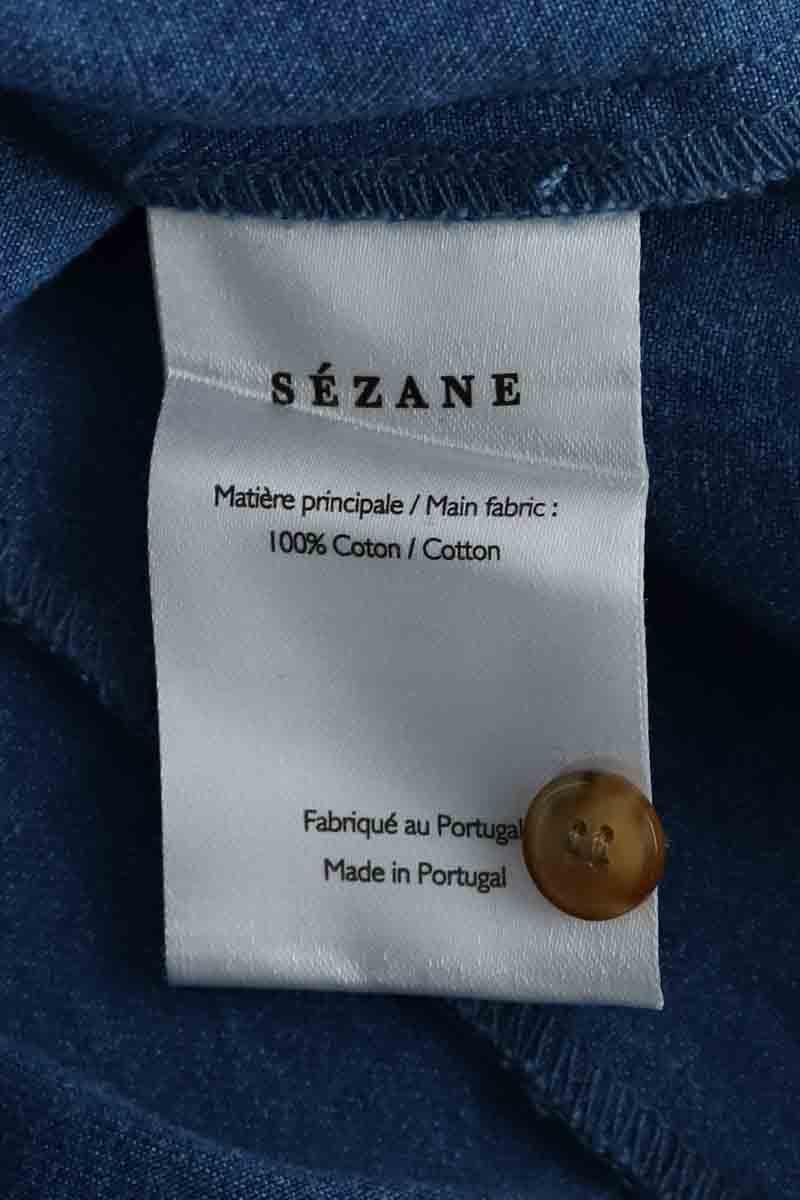 SÉZANE
Matière principale / Main fabric :
100% Coton / Cotton
Fabriqué au Portugal
Made in Portugal